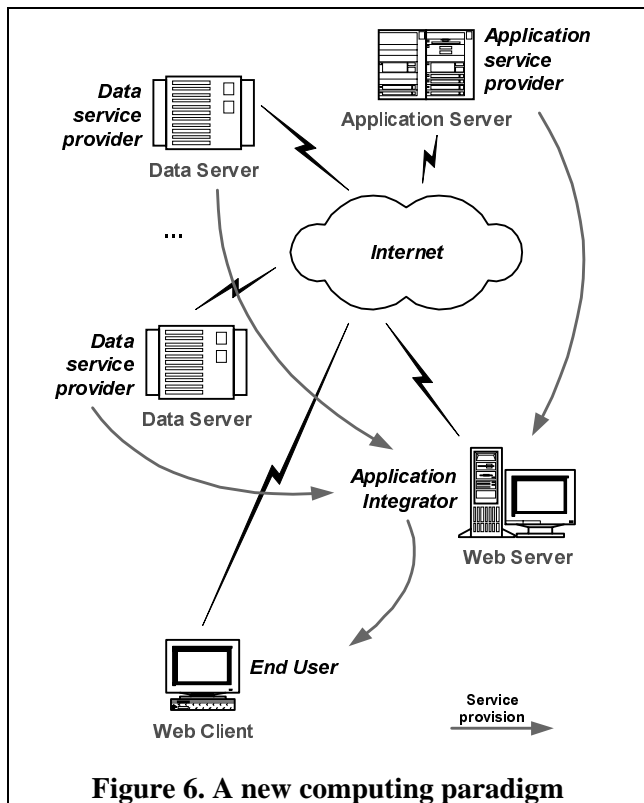 Application
service
provider
Application Server
Data
service
provider
Data Server
...
Internet
Data
service
provider
Data Server
Application
Integrator
Web Server
End User
Web Client
Service
provision
Figure 6. A new computing paradigm